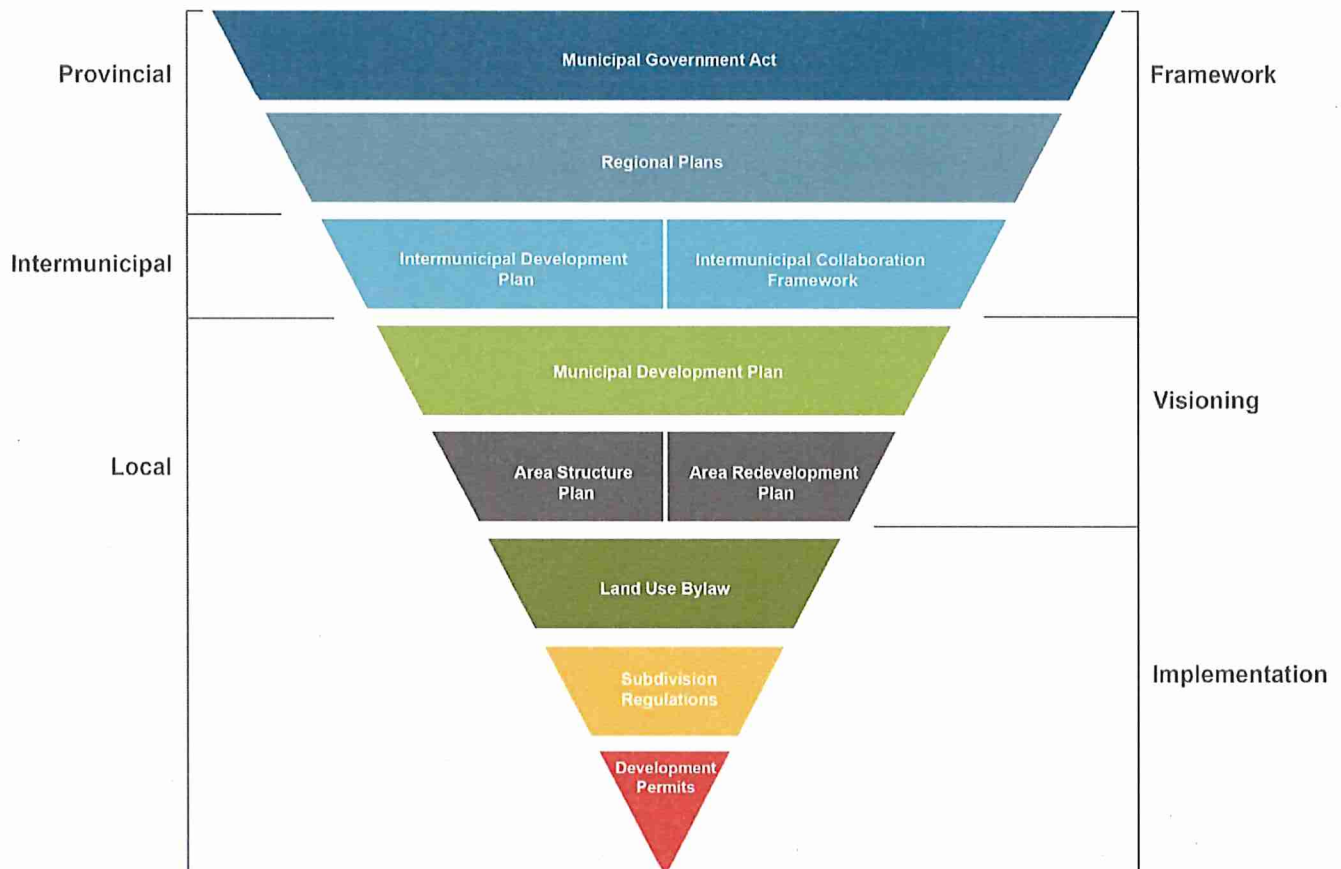 Provincial
Municipal Government Act
Framework
Regional Plans
Intermunicipal
Intermunicipal Development
Plan
Intermunicipal Collaboration
Framework
Municipal Development Plan
Visioning
Local
Area Structure
Plan
Area Redevelopment
Plan
Land Use Bylaw
Subdivision
Regulations
Implementation
Development
Permits